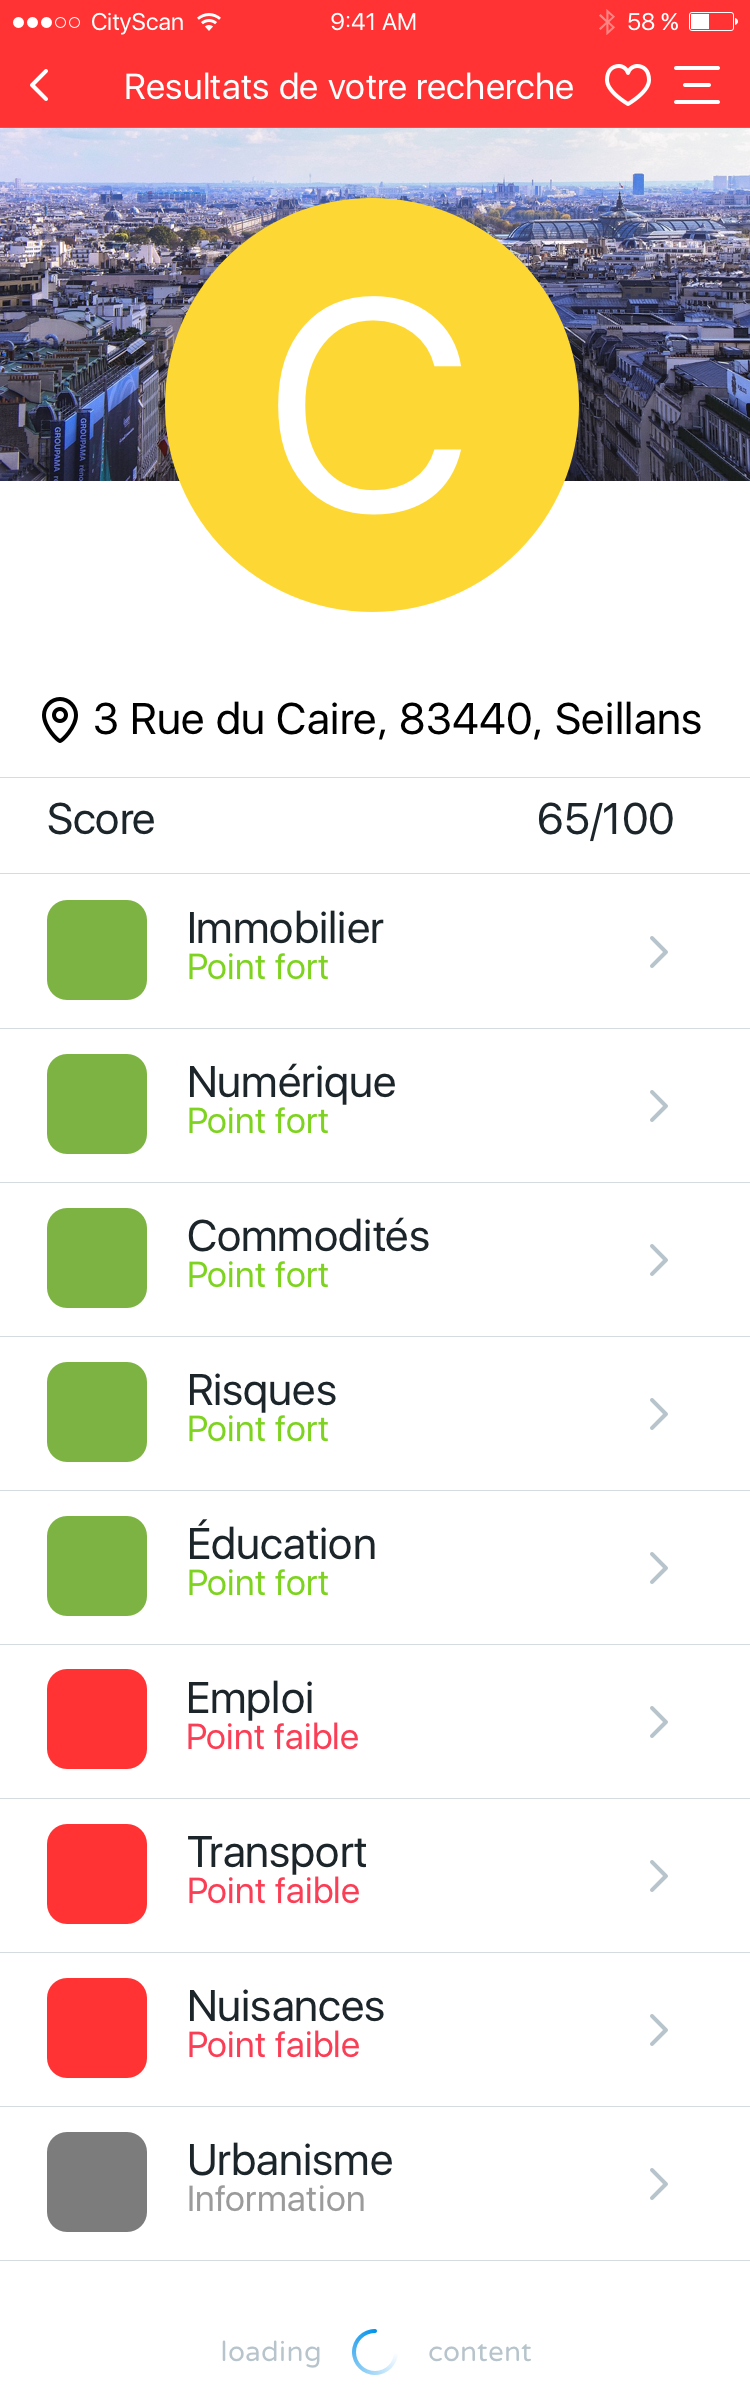 CityScan 9:41 AM 58 %
Resultats de votre recherche
C
GROUPAMA GROUPAMA
3 Rue du Caire, 83440, Seillans
Score 65/100
Immobilier
Point fort
Numérique
Point fort
Commodités
Point fort
Risques
Point fort
Éducation
Point fort
Emploi
Point faible
Transport
Point faible
Nuisances
Point faible
Urbanisme
Information
loading content